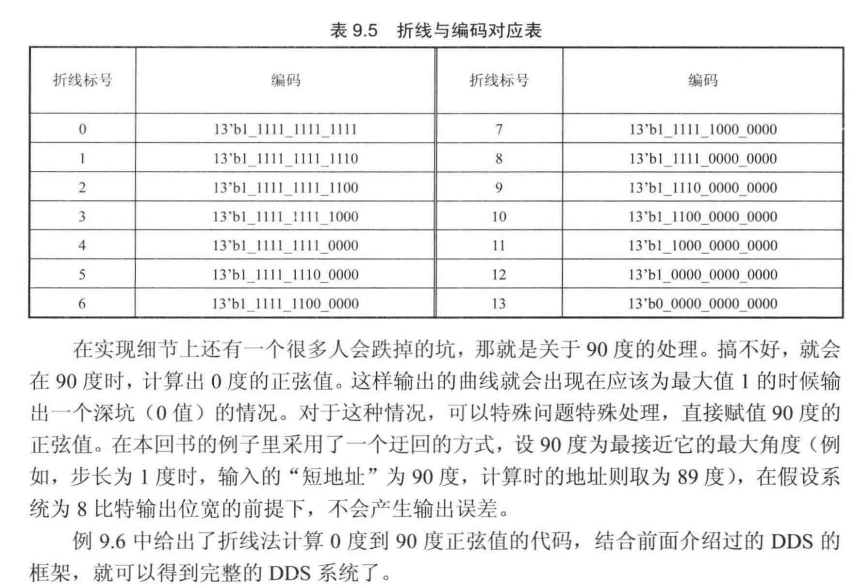 表 9.5 折线与编码对应表
折线标号 编码 折线标号 编码
0 13’b1_1111_1111_1111 7 13’b1_1111_1000_0000
1 13’b1_1111_1111_1110 8 13’b1_1111_0000_0000
2 13’b1_1111_1111_1100 9 13’b1_1110_0000_0000
3 13’b1_1111_1111_1000 10 13’b1_1100_0000_0000
4 13’b1_1111_1111_0000 11 13’b1_1000_0000_0000
5 13’b1_1111_1110_0000 12 13’b1_0000_0000_0000
6 13’b1_1111_1100_0000 13 13’b0_0000_0000_0000
在实现细节上还有一个很多人会跌掉的坑，那就是关于 90 度的处理。搞不好，就会
在 90 度时，计算出 0 度的正弦值。这样输出的曲线就会出现在应该为最大值 1 的时候输
出一个深坑（0 值）的情况。对于这种情况，可以特殊问题特殊处理，直接赋值 90 度的
正弦值。在本回书的例子里采用了一个迂回的方式，设 90 度为最接近它的最大角度（例
如，步长为 1 度时，输入的“短地址”为 90 度，计算时的地址则取为 89 度），在假设系
统为 8 比特输出位宽的前提下，不会产生输出误差。
例 9.6 中给出了折线法计算 0 度到 90 度正弦值的代码，结合前面介绍过的 DDS 的
框架，就可以得到完整的 DDS 系统了。